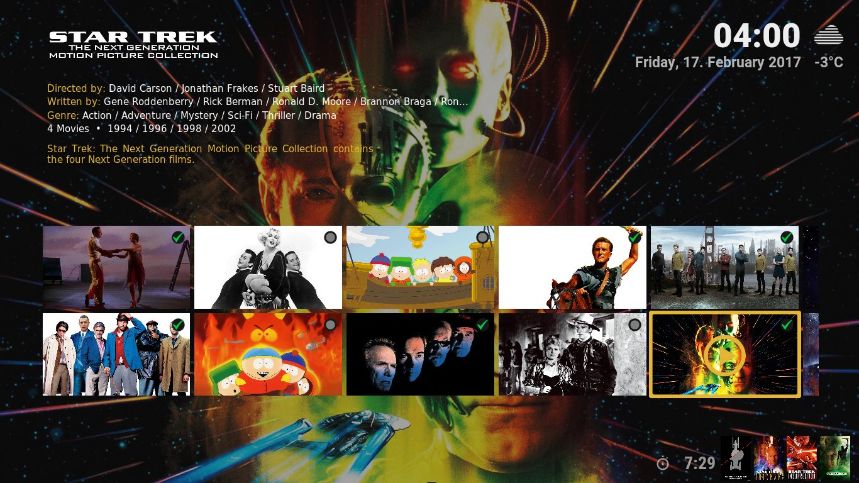 STAR TREK
THE NEXT GENERATION
MOTION PICTURE COLLECTION
04:00
Friday, 17. February 2017 -3°C
Directed by: David Carson / Jonathan Frakes / Stuart Baird
Written by: Gene Roddenberry / Rick Berman / Ronald D. Moore / Brannon Braga / Ron...
Genre: Action / Adventure / Mystery / Sci-Fi / Thriller / Drama
4 Movies • 1994 / 1996 / 1998 / 2002
Star Trek: The Next Generation Motion Picture Collection contains
the four Next Generation films.
7:29